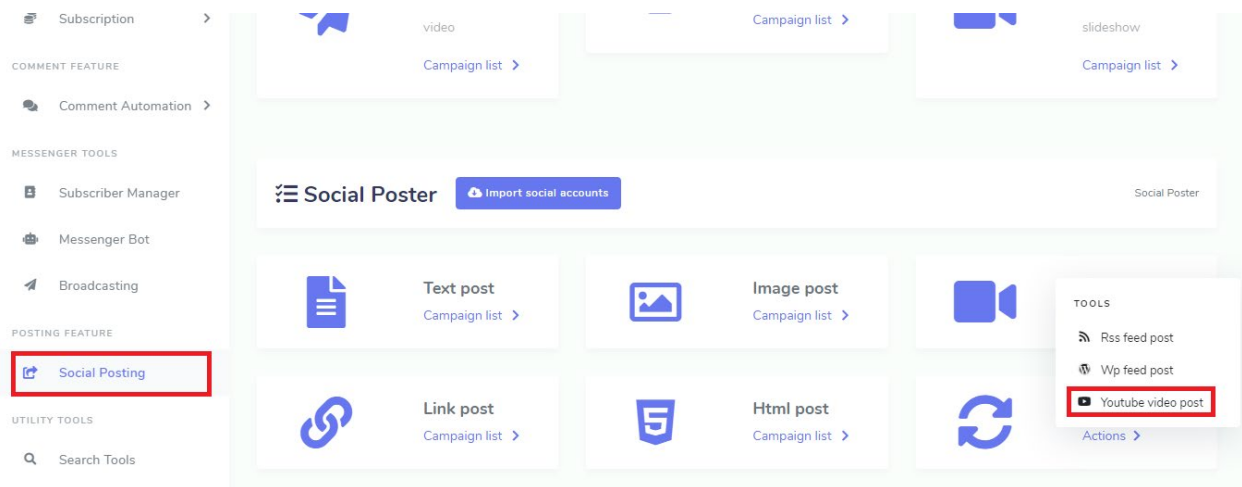 Subscription
COMMENT FEATURE
Comment Automation
MESSENGER TOOLS
Subscriber Manager
Messenger Bot
Broadcasting
POSTING FEATURE
Social Posting
UTILITY TOOLS
Search Tools
video
Campaign list
Campaign list
slideshow
Campaign list
Social Poster
Import social accounts
Social Poster
Text post
Campaign list
Image post
Campaign list
Link post
Campaign list
Html post
Campaign list
TOOLS
Rss feed post
Wp feed post
Youtube video post
Actions